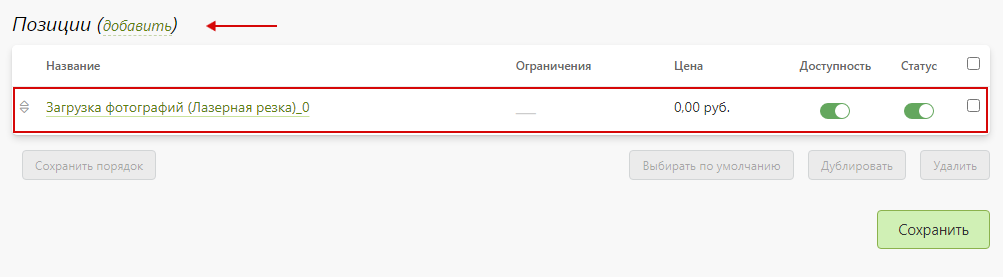 Позиции (добавить)
Название Ограничения Цена Доступность Статус
Загрузка фотографий (Лазерная резка)_0 ___ 0,00 руб.
Сохранить порядок Выбирать по умолчанию Дублировать Удалить
Сохранить